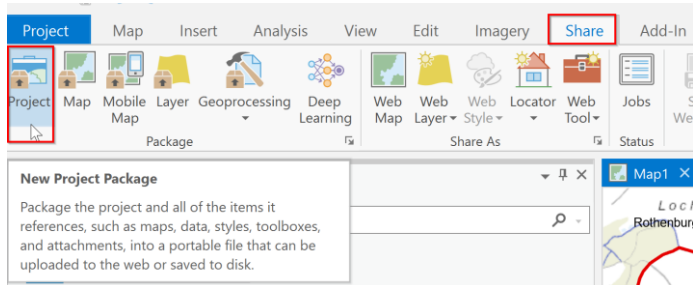 Project Map Insert Analysis View Edit Imagery Share Add-In
Project Map Mobile Layer Geoprocessing Deep Web Web Web Locator Web Jobs
Map Learning Map Layer Style Tool
Package Share As Status
New Project Package
Package the project and all of the items it
references, such as maps, data, styles, toolboxes,
and attachments, into a portable file that can be
uploaded to the web or saved to disk.
Map1
Rothenburg